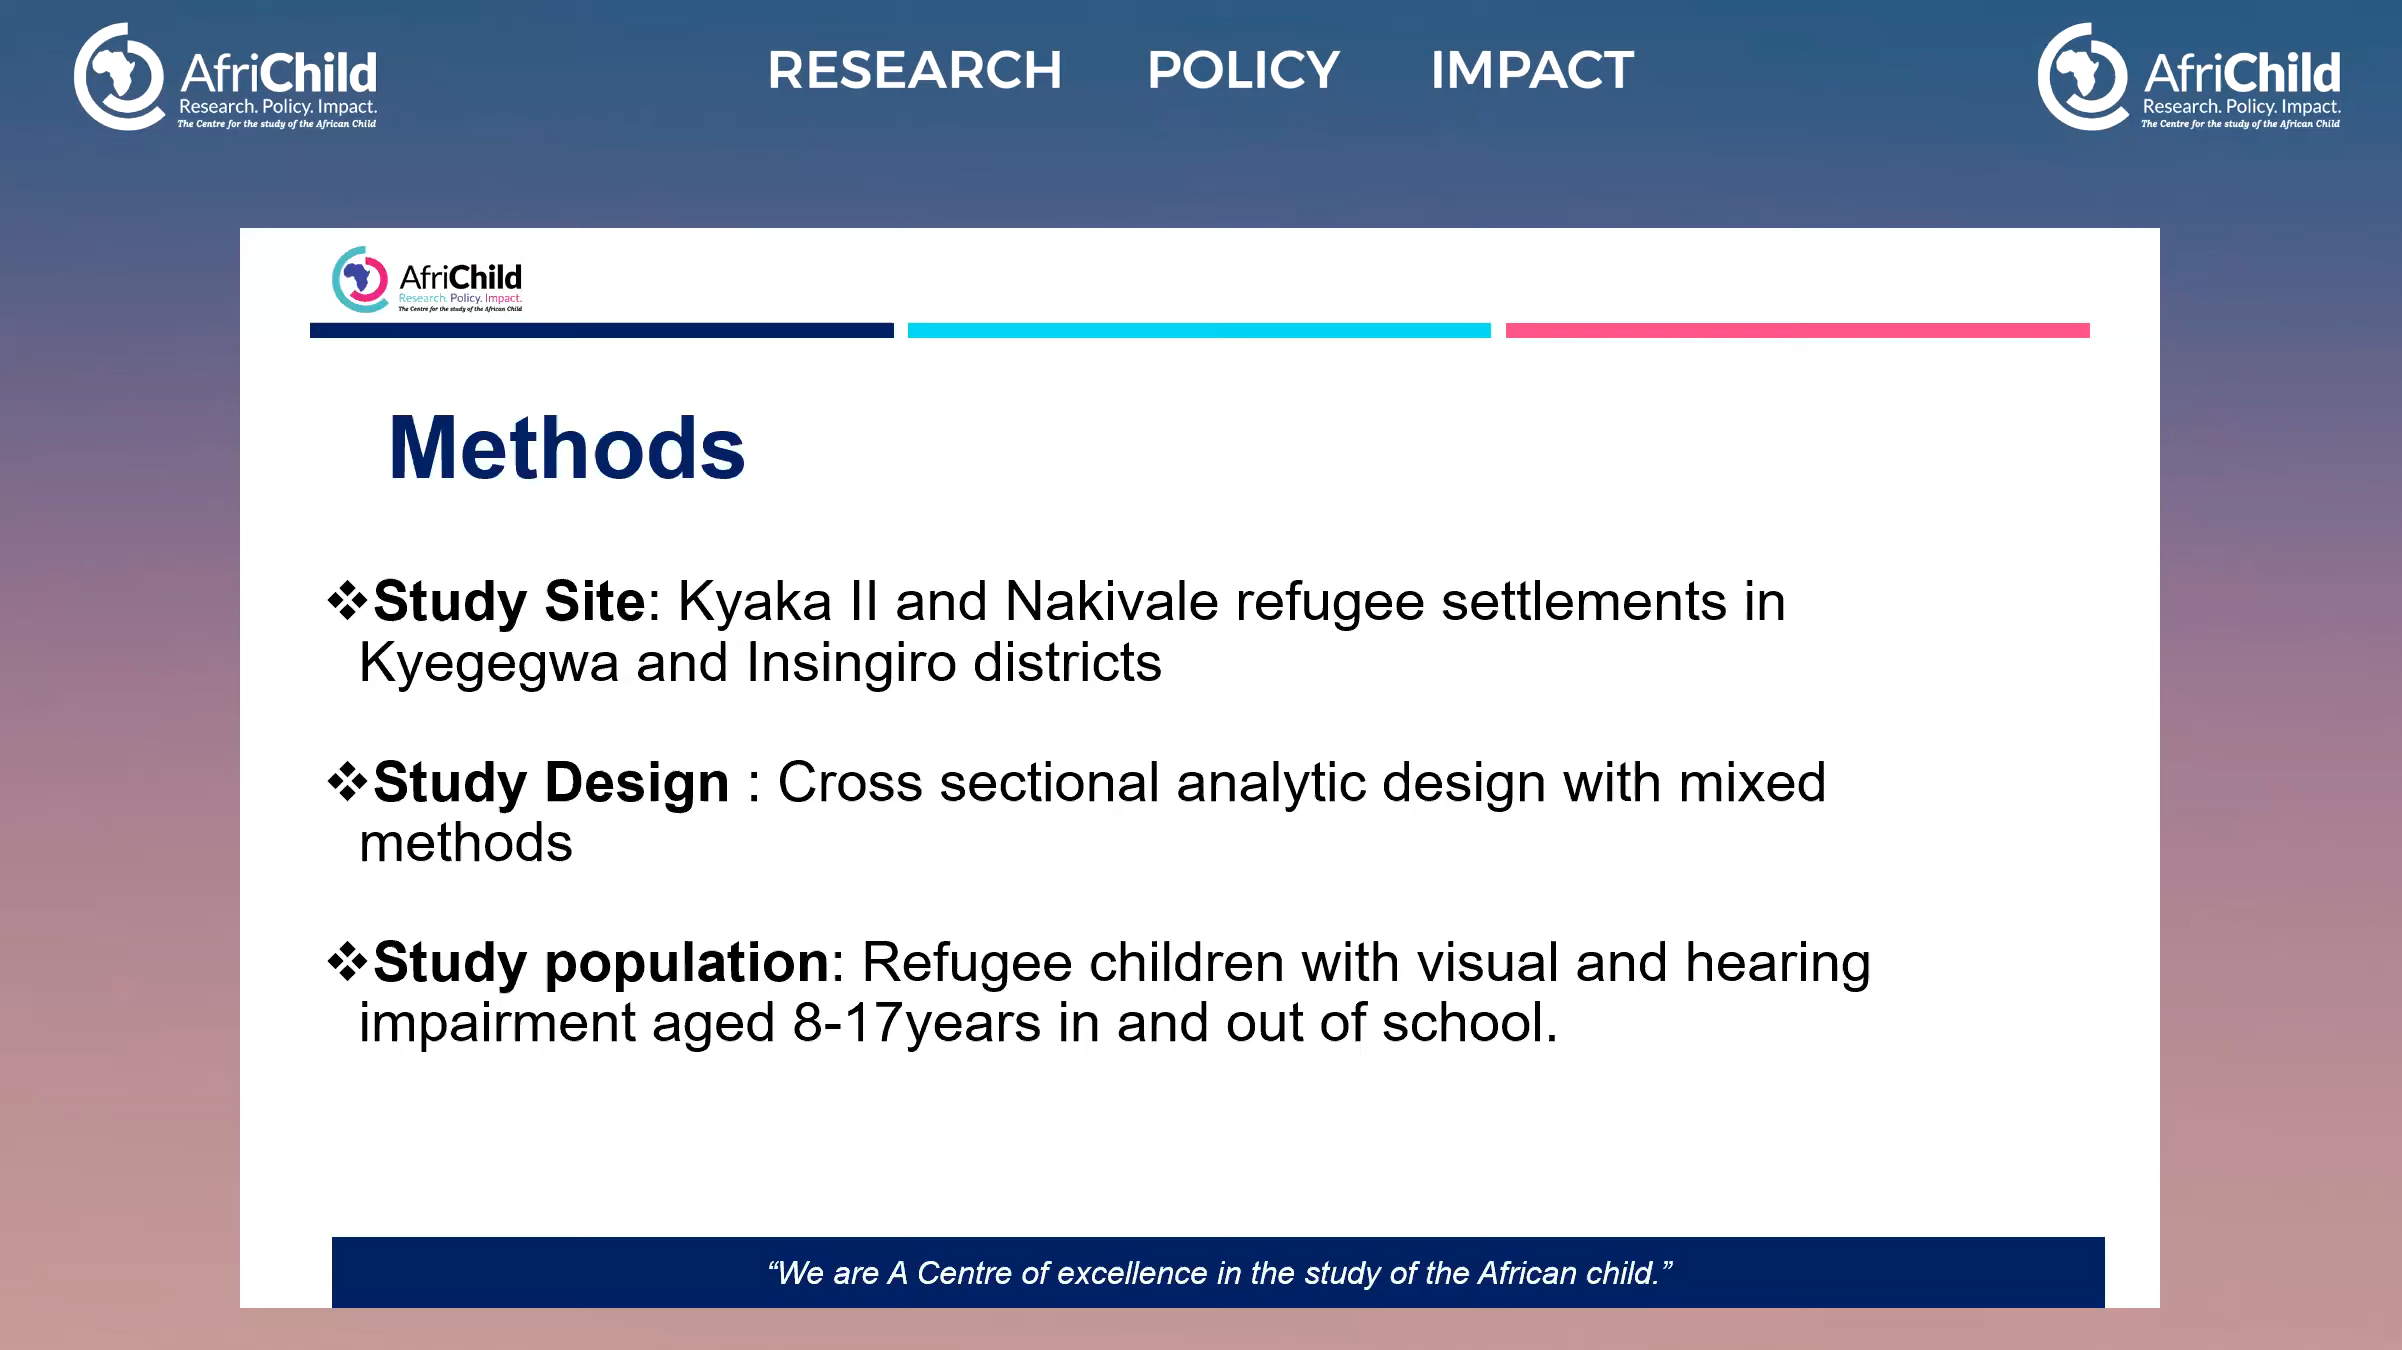 AfriChild
Research. Policy. Impact.
The Centre for the study of the African Child
RESEARCH POLICY IMPACT
AfriChild
Research. Policy. Impact.
The Centre for the study of the African Child
AfriChild
Research. Policy. Impact.
The Centre for the study of the African Child
Methods
❖Study Site: Kyaka II and Nakivale refugee settlements in
Kyegegwa and Insingiro districts
❖Study Design : Cross sectional analytic design with mixed
methods
❖Study population: Refugee children with visual and hearing
impairment aged 8-17years in and out of school.
“We are A Centre of excellence in the study of the African child.”